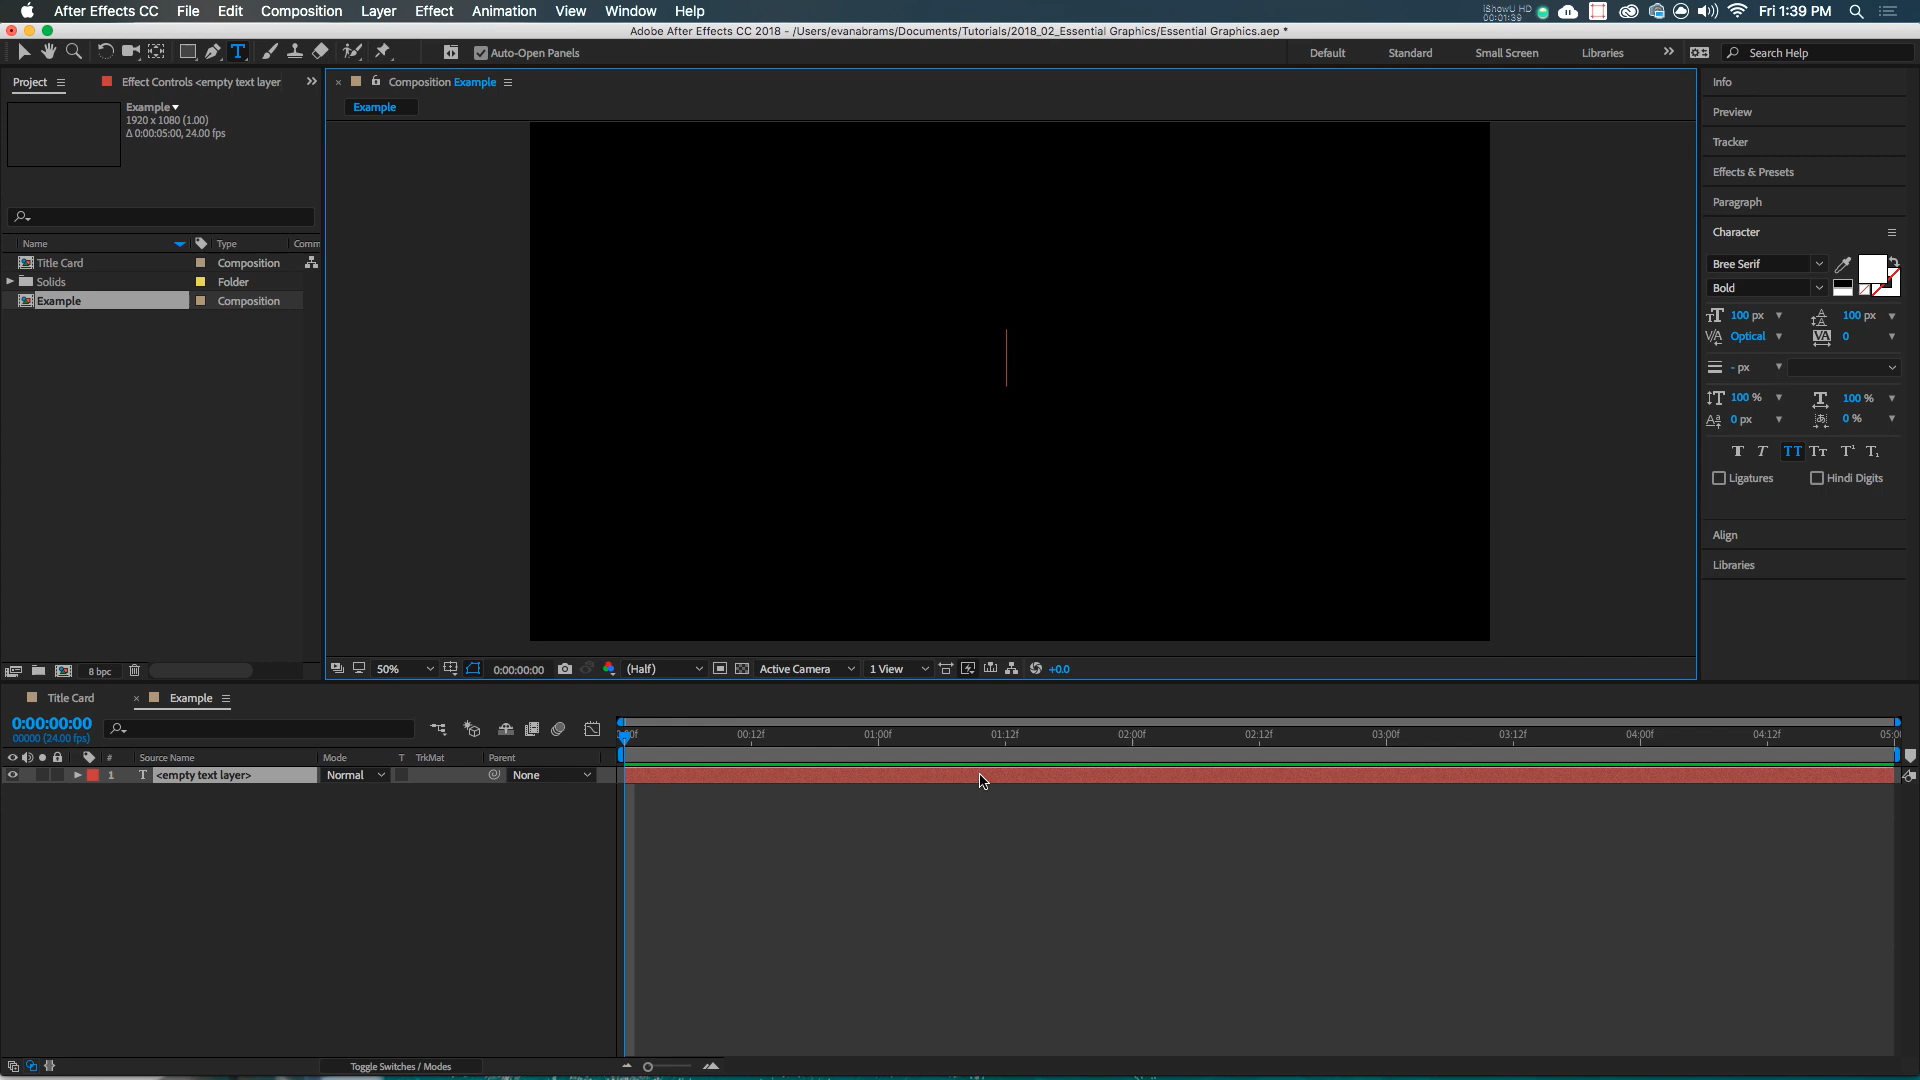 After Effects CC File Edit Composition Layer Effect Animation View Window Help
iShowU HD
00:01:39
Fri 1:39 PM
Adobe After Effects CC 2018 - /Users/evanabrams/Documents/Tutorials/2018_02_Essential Graphics/Essential Graphics.aep *
Auto-Open Panels
Default Standard Small Screen Libraries » Search Help
Project
Effect Controls <empty text layer »
× Composition Example
Example
Example
1920 x 1080 (1.00)
Δ 0:00:05:00, 24.00 fps
Name Type Comm
Title Card Composition
Solids Folder
Example Composition
8 bpc
50% 0:00:00:00 (Half) Active Camera 1 View +0.0
Info
Preview
Tracker
Effects & Presets
Paragraph
Character
Bree Serif
Bold
100 px 100 px
Optical 0
- px
100 % 100 %
0 px 0 %
T T TT Tt T¹ T₁
Ligatures Hindi Digits
Align
Libraries
Title Card × Example
0:00:00:00
00000 (24.00 fps)
# Source Name Mode T TrkMat Parent
1 T <empty text layer> Normal None
00:12f 01:00f 01:12f 02:00f 02:12f 03:00f 03:12f 04:00f 04:12f
Toggle Switches / Modes